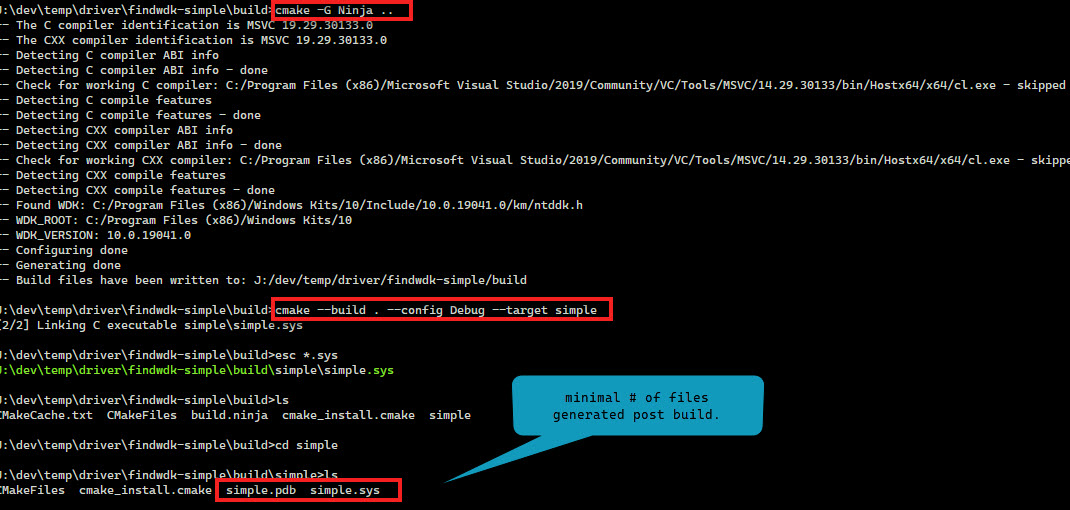 J:\dev\temp\driver\findwdk-simple\build>cmake -G Ninja ..
-- The C compiler identification is MSVC 19.29.30133.0
-- The CXX compiler identification is MSVC 19.29.30133.0
-- Detecting C compiler ABI info
-- Detecting C compiler ABI info - done
-- Check for working C compiler: C:/Program Files (x86)/Microsoft Visual Studio/2019/Community/VC/Tools/MSVC/14.29.30133/bin/Hostx64/x64/cl.exe - skipped
-- Detecting C compile features
-- Detecting C compile features - done
-- Detecting CXX compiler ABI info
-- Detecting CXX compiler ABI info - done
-- Check for working CXX compiler: C:/Program Files (x86)/Microsoft Visual Studio/2019/Community/VC/Tools/MSVC/14.29.30133/bin/Hostx64/x64/cl.exe - skippe
-- Detecting CXX compile features
-- Detecting CXX compile features - done
-- Found WDK: C:/Program Files (x86)/Windows Kits/10/Include/10.0.19041.0/km/ntddk.h
-- WDK_ROOT: C:/Program Files (x86)/Windows Kits/10
-- WDK_VERSION: 10.0.19041.0
-- Configuring done
-- Generating done
-- Build files have been written to: J:/dev/temp/driver/findwdk-simple/build
J:\dev\temp\driver\findwdk-simple\build>cmake --build . --config Debug --target simple
[2/2] Linking C executable simple\simple.sys
J:\dev\temp\driver\findwdk-simple\build>esc *.sys
J:\dev\temp\driver\findwdk-simple\build\simple\simple.sys
J:\dev\temp\driver\findwdk-simple\build>ls
CMakeCache.txt  CMakeFiles  build.ninja  cmake_install.cmake  simple
J:\dev\temp\driver\findwdk-simple\build>cd simple
J:\dev\temp\driver\findwdk-simple\build\simple>ls
CMakeFiles  cmake_install.cmake  simple.pdb  simple.sys
minimal # of files
generated post build.